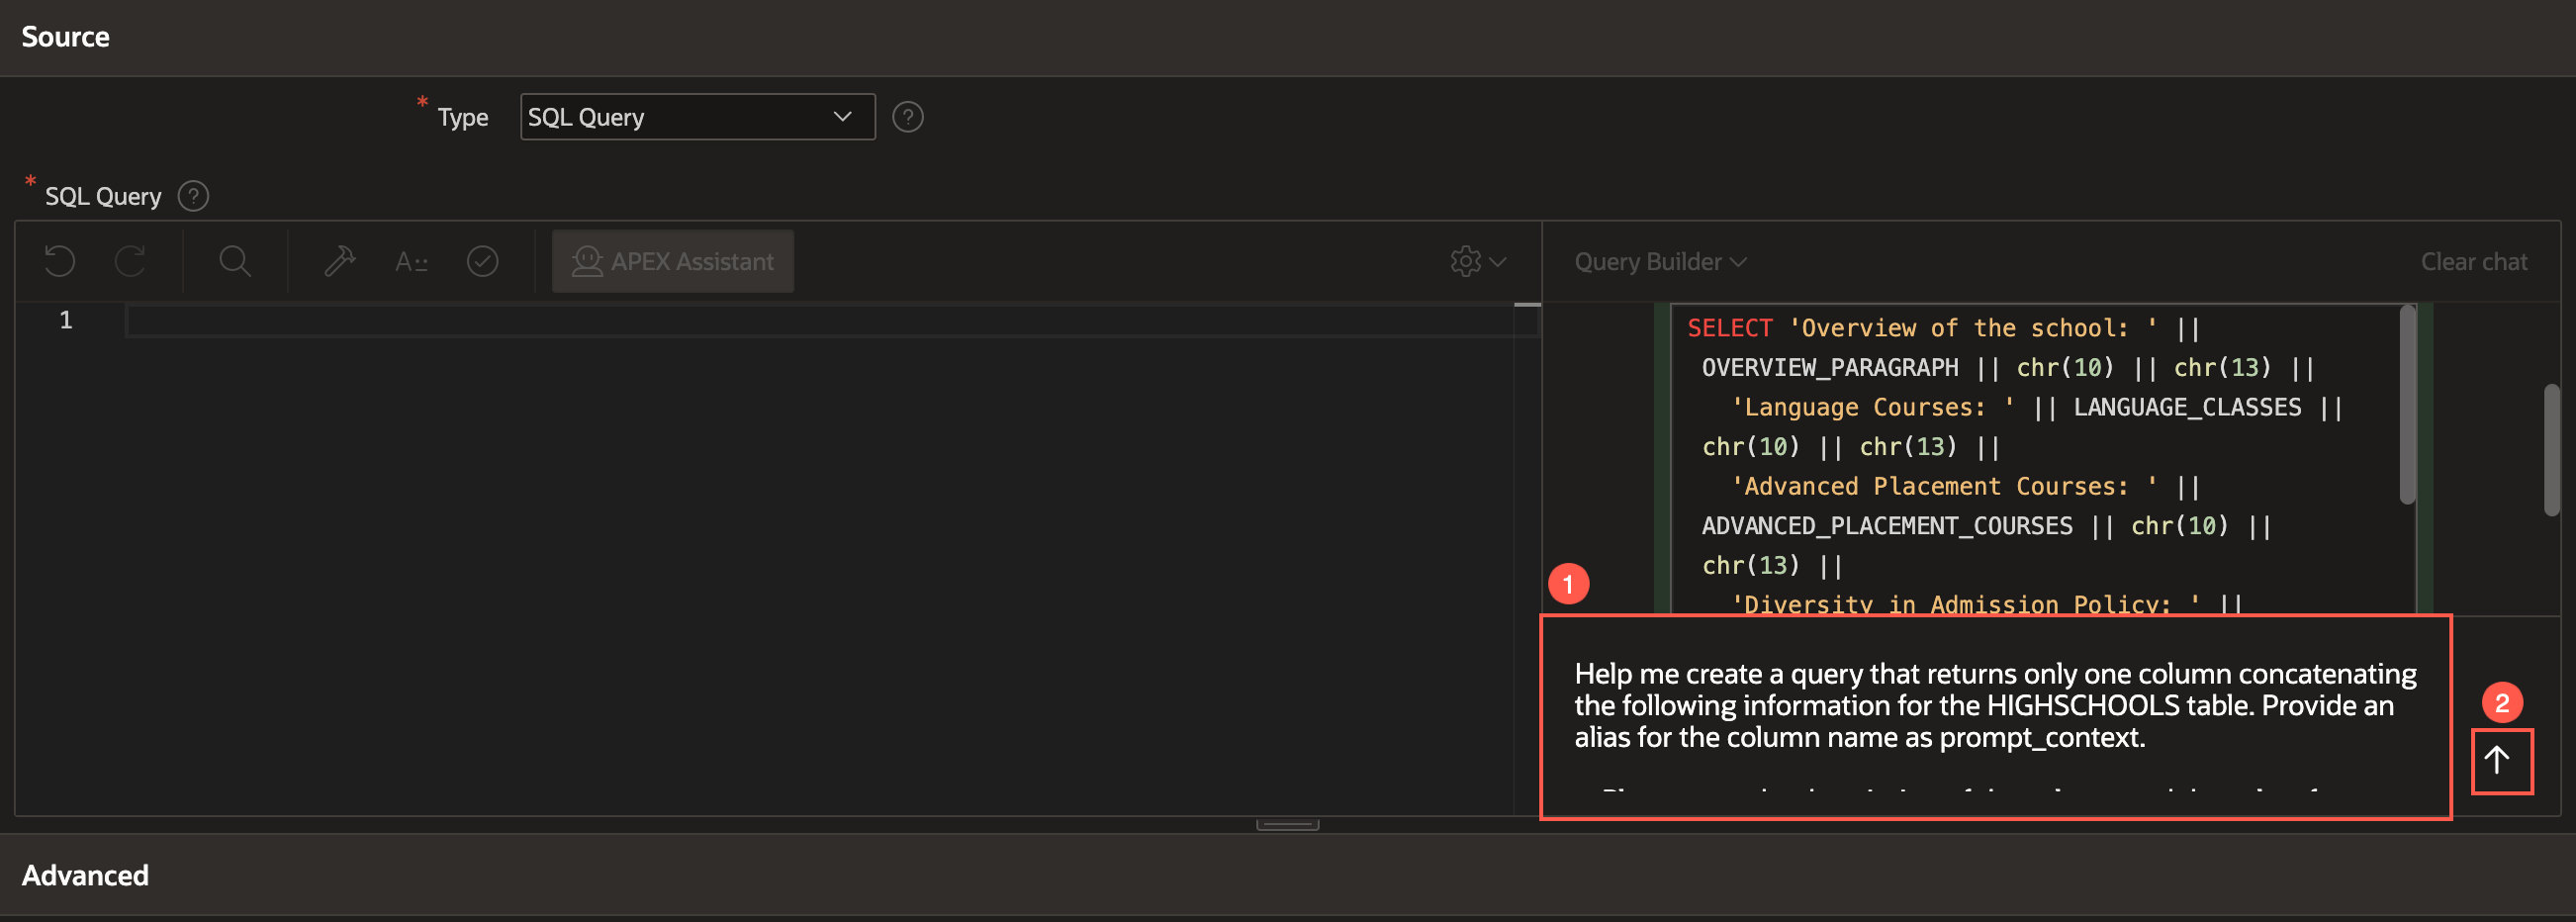 Source
* Type SQL Query ?
* SQL Query ?
APEX Assistant
Query Builder Clear chat
1
SELECT 'Overview of the school: ' ||
OVERVIEW_PARAGRAPH || chr(10) || chr(13) ||
'Language Courses: ' || LANGUAGE_CLASSES ||
chr(10) || chr(13) ||
'Advanced Placement Courses: ' ||
ADVANCED_PLACEMENT_COURSES || chr(10) ||
chr(13) ||
'Diversity in Admission Policy: ' ||
1
Help me create a query that returns only one column concatenating
the following information for the HIGHSCHOOLS table. Provide an
alias for the column name as prompt_context.
2
Advanced